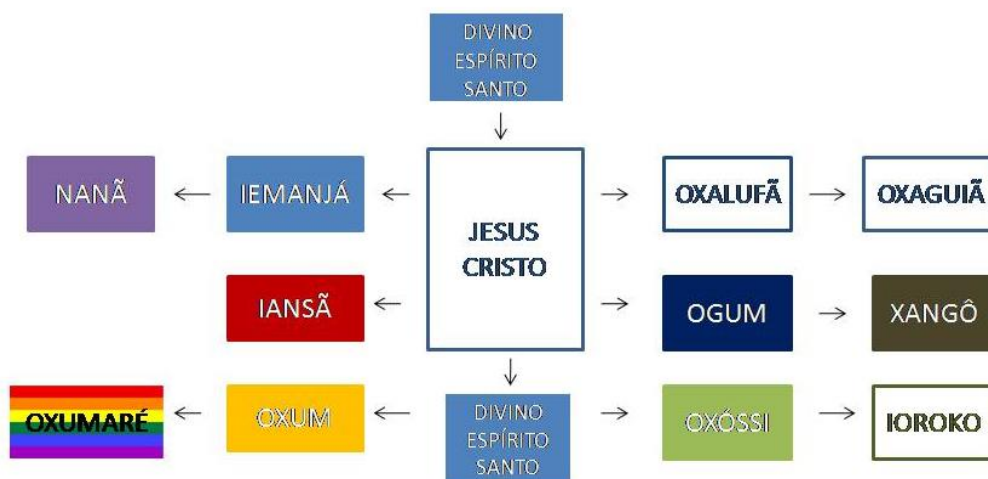 DIVINO
ESPÍRITO
SANTO
NANÃ
IEMANJÁ
JESUS
CRISTO
OXALUFÃ
OXAGUIÃ
IANSÃ
OGUM
XANGÔ
OXUMARÉ
OXUM
DIVINO
ESPÍRITO
SANTO
OXÓSSI
IOROKO